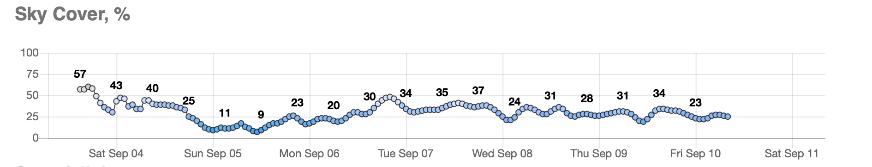 Sky Cover, %
100
57
75
43 40 25 11 9 23 20 30 34 35 37 24 31 28 31 34 23
50
25
0
Sat Sep 04 Sun Sep 05 Mon Sep 06 Tue Sep 07 Wed Sep 08 Thu Sep 09 Fri Sep 10 Sat Sep 11